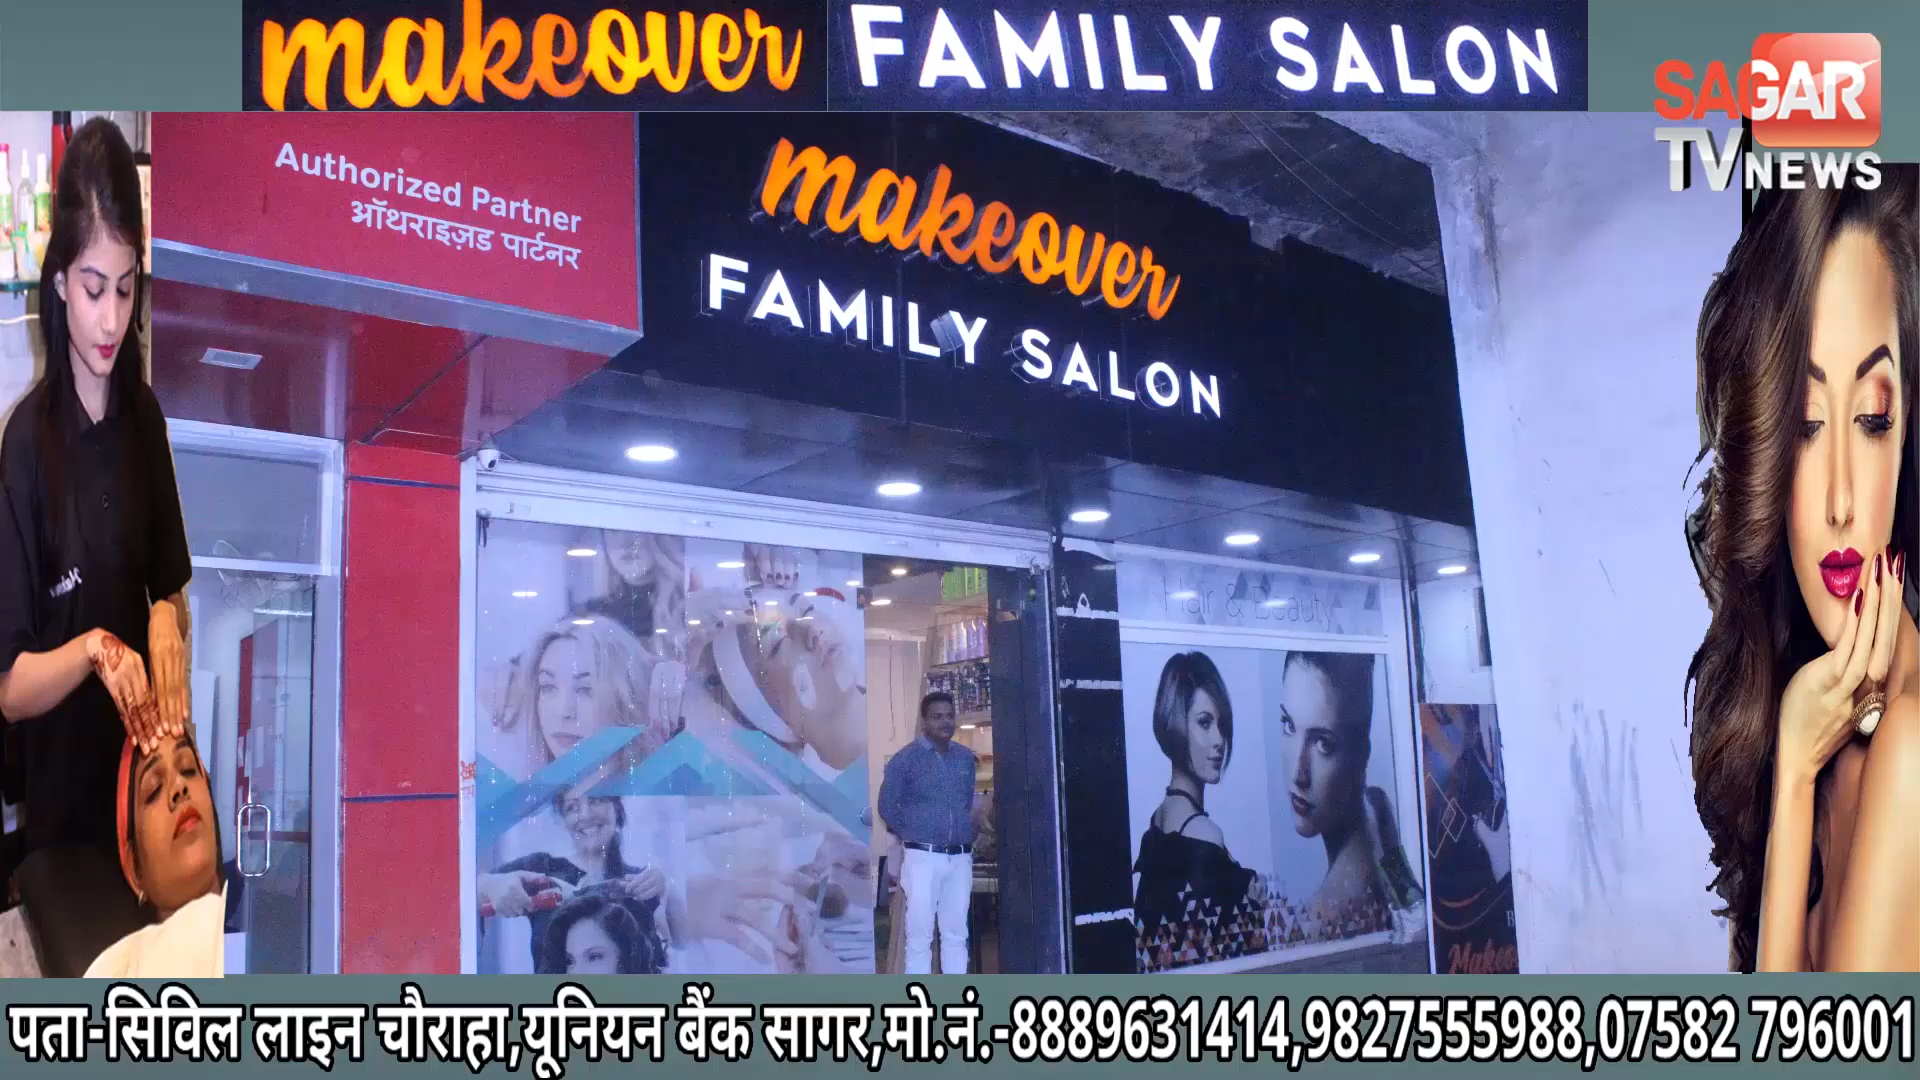 makeover FAMILY SALON
SAGAR
TV NEWS
Authorized Partner
ऑथराइज़्ड पार्टनर
makeover
FAMILY SALON
Hair & Beauty
पता-सिविल लाइन चौराहा,यूनियन बैंक सागर,मो.नं.-8889631414,9827555988,07582 796001